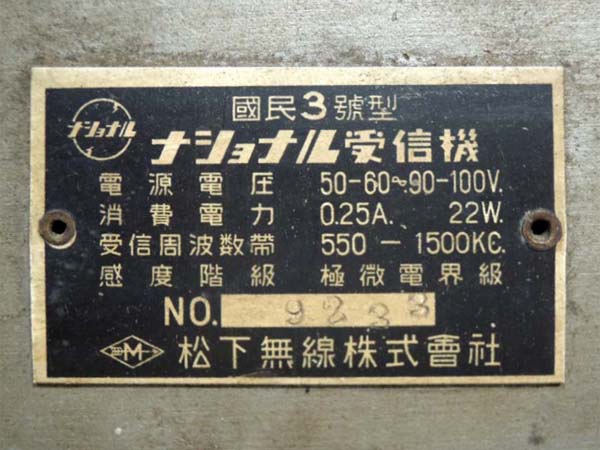 國民3號型
ナショナル
ナショナル受信機
電源電圧 50-60~90-100V.
消費電力 0.25A. 22W.
受信周波数帯 550 - 1500KC.
感度階級 極微電界級
NO. 9233
M 松下無線株式會社